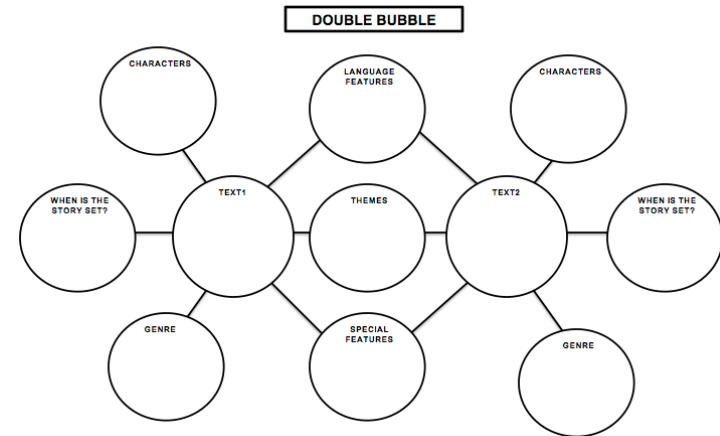 DOUBLE BUBBLE
CHARACTERS
LANGUAGE
FEATURES
CHARACTERS
WHEN IS THE
STORY SET?
TEXT1
THEMES
TEXT2
WHEN IS THE
STORY SET?
GENRE
SPECIAL
FEATURES
GENRE